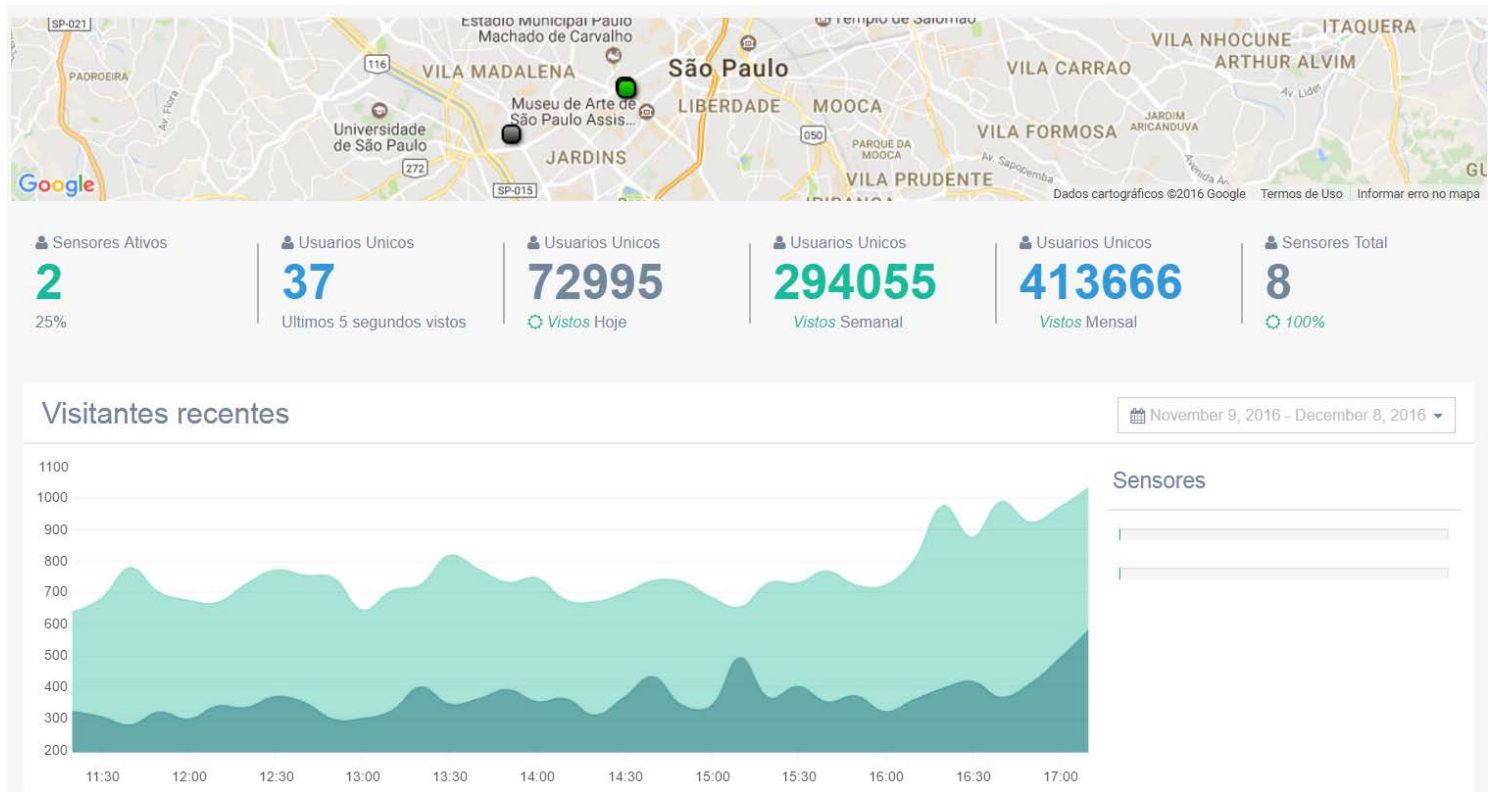 SP-021
Estadio Municipal Paulo
Machado de Carvalho
Templo de Salomão
ITAQUERA
VILA NHOCUNE
ARTHUR ALVIM
116
PADROEIRA
VILA MADALENA
São Paulo
VILA CARRAO
Av. Flora
Museu de Arte de
São Paulo Assis...
LIBERDADE
MOOCA
JARDIM
ARICANDUVA
Universidade
de São Paulo
050
VILA FORMOSA
PARQUE DA
MOOCA
JARDINS
272
Av. Sapopemba
VILA PRUDENTE
GU
Google
SP-015
IPIRANGA
Dados cartográficos ©2016 Google Termos de Uso Informar erro no mapa
Sensores Ativos
2
25%
Usuarios Unicos
37
Ultimos 5 segundos vistos
Usuarios Unicos
72995
Vistos Hoje
Usuarios Unicos
294055
Vistos Semanal
Usuarios Unicos
413666
Vistos Mensal
Sensores Total
8
100%
Visitantes recentes
November 9, 2016 - December 8, 2016
1100
1000
900
800
700
600
500
400
300
200
11:30 12:00 12:30 13:00 13:30 14:00 14:30 15:00 15:30 16:00 16:30 17:00
Sensores